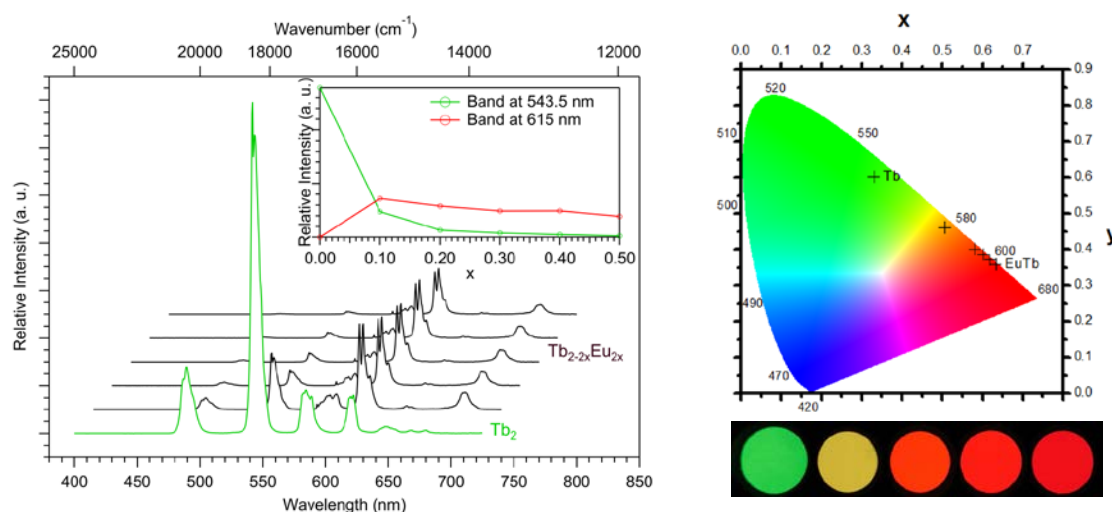 Wavenumber (cm⁻¹)
25000 20000 18000 16000 14000 12000
Relative Intensity (a. u.)
Relative Intensity (a. u.)
Band at 543.5 nm
Band at 615 nm
0.00 0.10 0.20 0.30 0.40 0.50
x
Tb₂₋₂ₓEu₂ₓ
Tb₂
400 450 500 550 600 650 700 750 800 850
Wavelength (nm)
x
0.0 0.1 0.2 0.3 0.4 0.5 0.6 0.7
0.9
0.8
0.7
0.6
0.5
0.4
0.3
0.2
0.1
0.0
y
520
510
550
Tb
500
580
600
EuTb
680
490
470
420